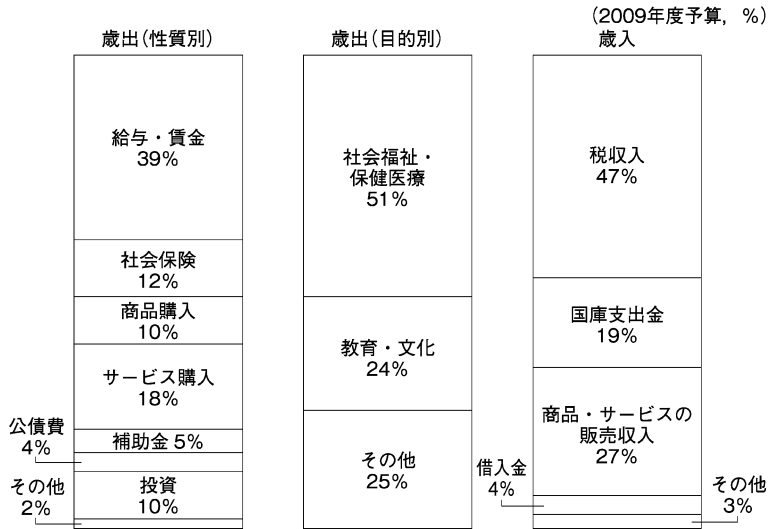 （2009年度予算，%）
歳出（性質別）
給与・賃金
39%
社会保険
12%
商品購入
10%
サービス購入
18%
補助金 5%
公債費
4%
投資
10%
その他
2%
歳出（目的別）
社会福祉・
保健医療
51%
教育・文化
24%
その他
25%
歳入
税収入
47%
国庫支出金
19%
商品・サービスの
販売収入
27%
借入金
4%
その他
3%